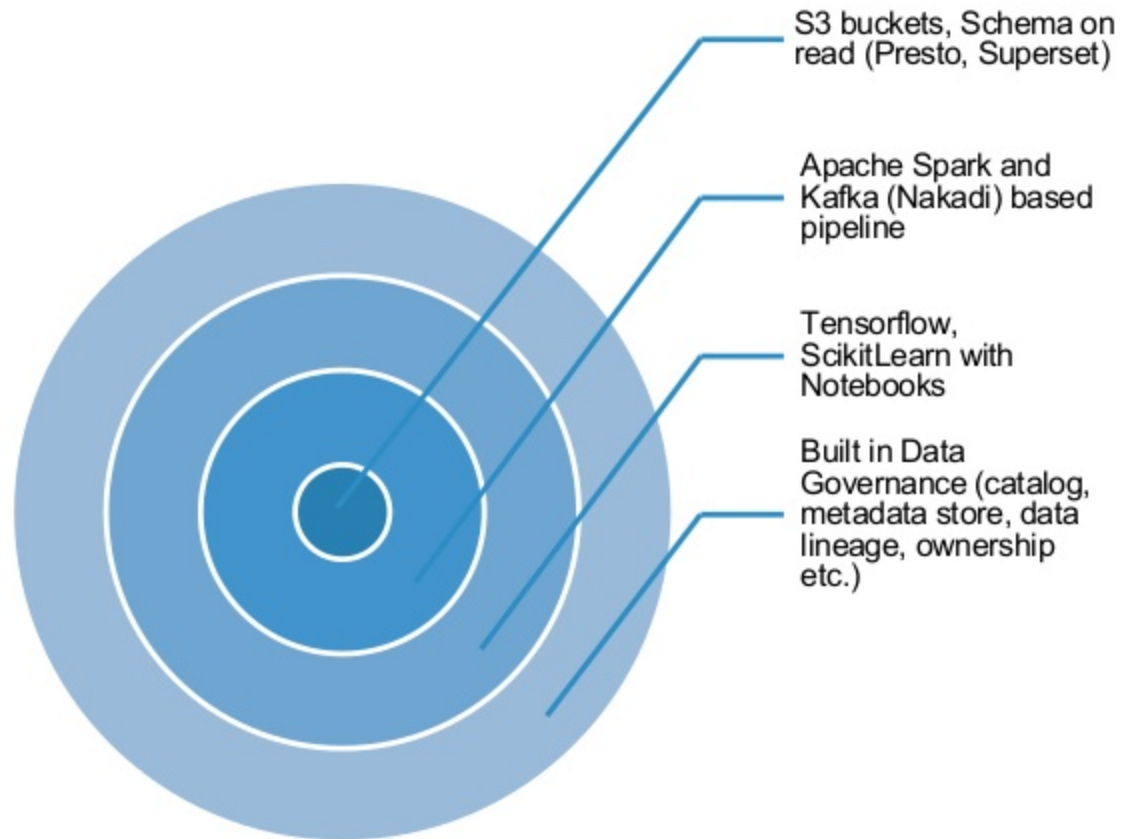 S3 buckets, Schema on
read (Presto, Superset)
Apache Spark and
Kafka (Nakadi) based
pipeline
Tensorflow,
ScikitLearn with
Notebooks
Built in Data
Governance (catalog,
metadata store, data
lineage, ownership
etc.)